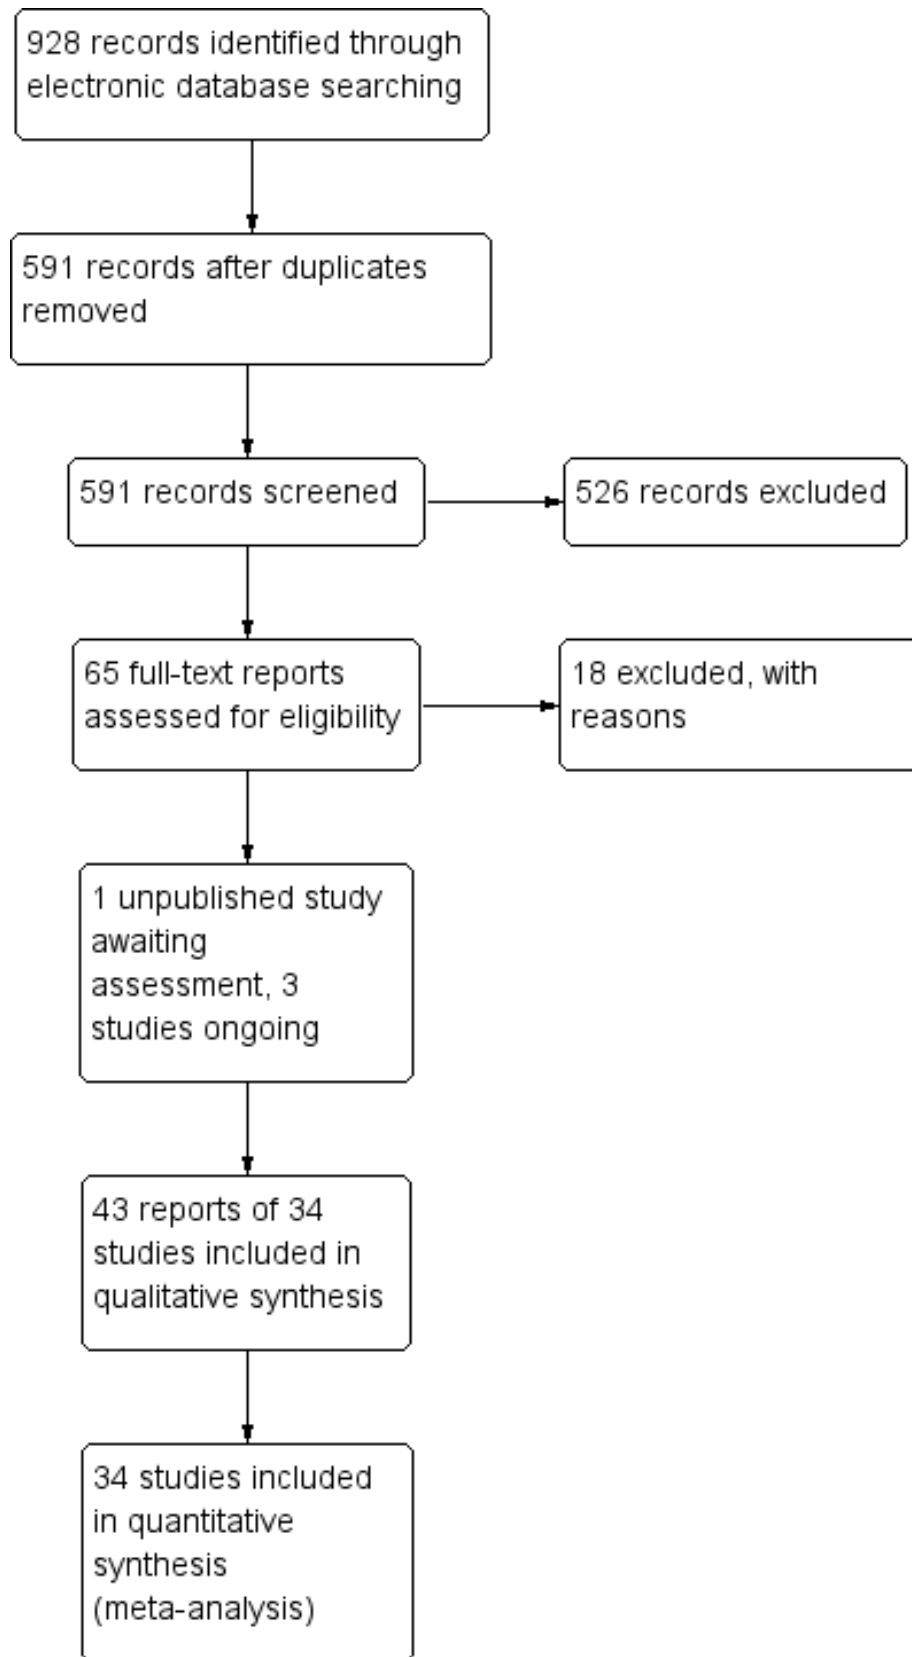 928 records identified through
electronic database searching
591 records after duplicates
removed
591 records screened
526 records excluded
65 full-text reports
assessed for eligibility
18 excluded, with
reasons
1 unpublished study
awaiting
assessment, 3
studies ongoing
43 reports of 34
studies included in
qualitative synthesis
34 studies included
in quantitative
synthesis
(meta-analysis)